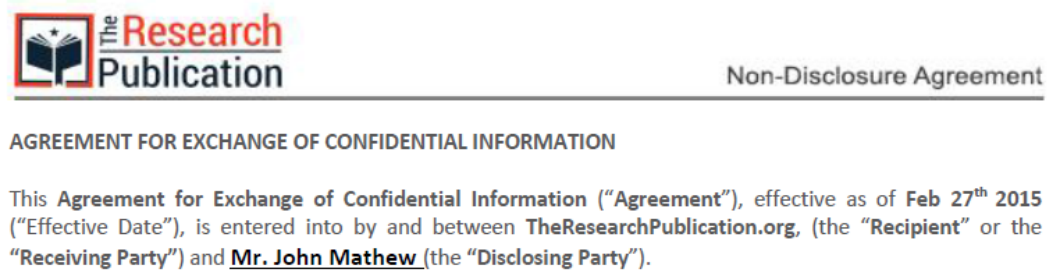 The Research
Publication
Non-Disclosure Agreement
AGREEMENT FOR EXCHANGE OF CONFIDENTIAL INFORMATION
This Agreement for Exchange of Confidential Information (“Agreement”), effective as of Feb 27th 2015
(“Effective Date”), is entered into by and between TheResearchPublication.org, (the “Recipient” or the
“Receiving Party”) and Mr. John Mathew (the “Disclosing Party”).